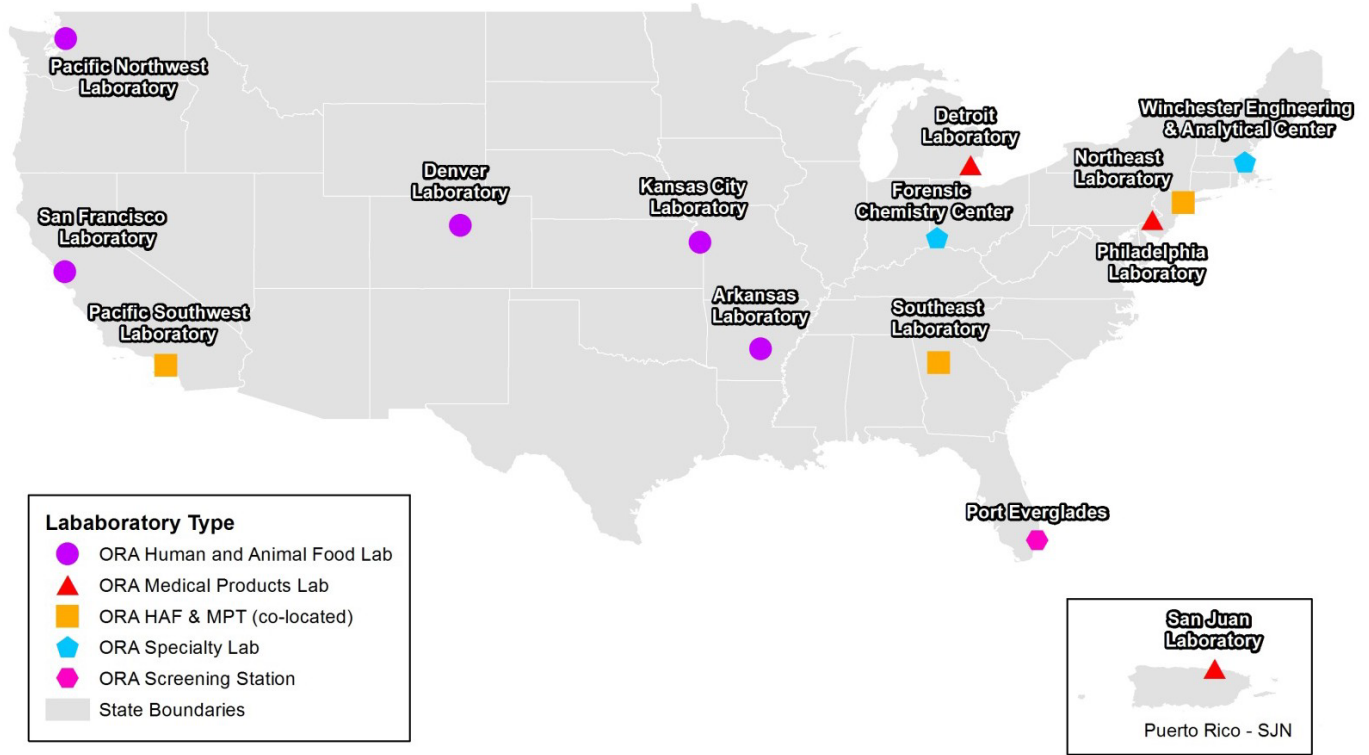 Pacific Northwest
Laboratory
Winchester Engineering
& Analytical Center
Detroit
Laboratory
Northeast
Laboratory
Denver
Laboratory
Kansas City
Laboratory
Forensic
Chemistry Center
San Francisco
Laboratory
Philadelphia
Laboratory
Pacific Southwest
Laboratory
Arkansas
Laboratory
Southeast
Laboratory
Port Everglades
Lababoratory Type
ORA Human and Animal Food Lab
ORA Medical Products Lab
ORA HAF & MPT (co-located)
ORA Specialty Lab
ORA Screening Station
State Boundaries
San Juan
Laboratory
Puerto Rico - SJN